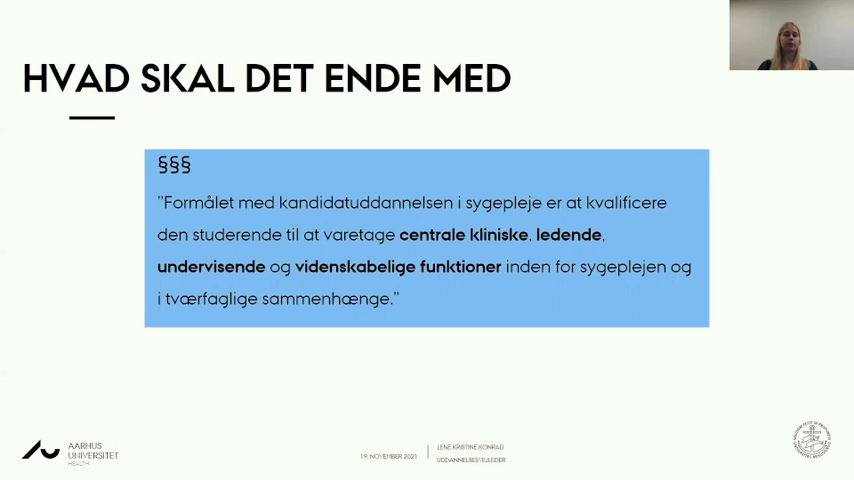 HVAD SKAL DET ENDE MED
§§§
”Formålet med kandidatuddannelsen i sygepleje er at kvalificere
den studerende til at varetage centrale kliniske, ledende,
undervisende og videnskabelige funktioner inden for sygeplejen og
i tværfaglige sammenhænge.”
AARHUS
UNIVERSITET
HEALTH
19. NOVEMBER 2021
LENE KRISTINE KONRAD
UDDANNELSESVEJLEDER